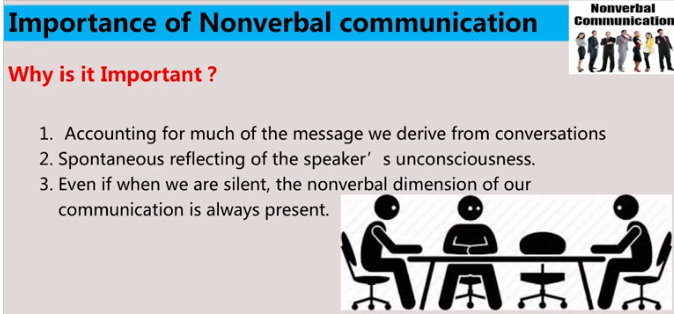 Importance of Nonverbal communication
Nonverbal
Communication
Why is it Important ?
1. Accounting for much of the message we derive from conversations
2. Spontaneous reflecting of the speaker’ s unconsciousness.
3. Even if when we are silent, the nonverbal dimension of our
communication is always present.